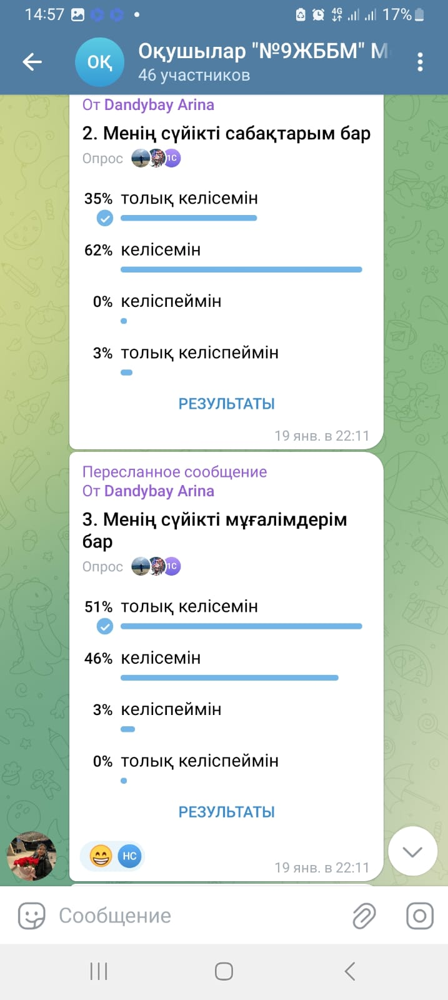 14:57
4G 17%
ОҚ
Оқушылар "№9ЖББМ" М
46 участников
От Dandybay Arina
2. Менің сүйікті сабақтарым бар
Опрос 1С
35% толық келісемін
62% келісемін
0% келіспеймін
3% толық келіспеймін
РЕЗУЛЬТАТЫ
19 янв. в 22:11
Пересланное сообщение
От Dandybay Arina
3. Менің сүйікті мұғалімдерім
бар
Опрос 1С
51% толық келісемін
46% келісемін
3% келіспеймін
0% толық келіспеймін
РЕЗУЛЬТАТЫ
НС
19 янв. в 22:11
Сообщение